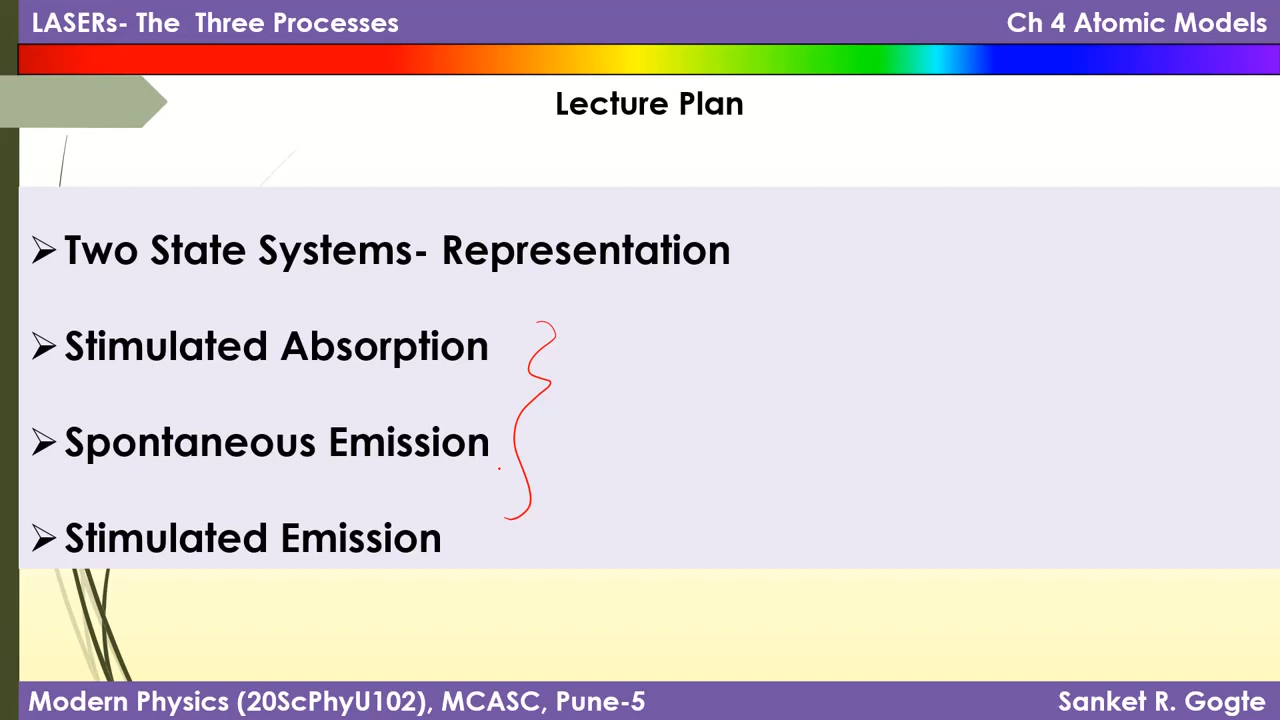 LASERs- The Three Processes
Ch 4 Atomic Models
Lecture Plan
Two State Systems- Representation
Stimulated Absorption
Spontaneous Emission
Stimulated Emission
Modern Physics (20ScPhyU102), MCASC, Pune-5
Sanket R. Gogte